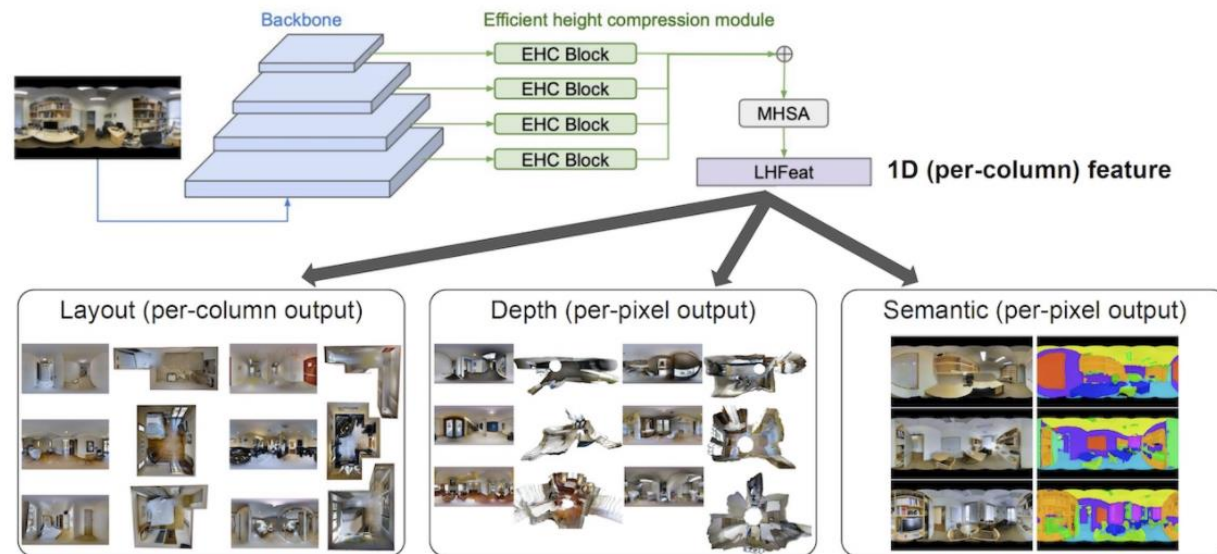 Backbone
Efficient height compression module
EHC Block
EHC Block
EHC Block
EHC Block
MHSA
LHFeat
1D (per-column) feature
Layout (per-column output)
Depth (per-pixel output)
Semantic (per-pixel output)